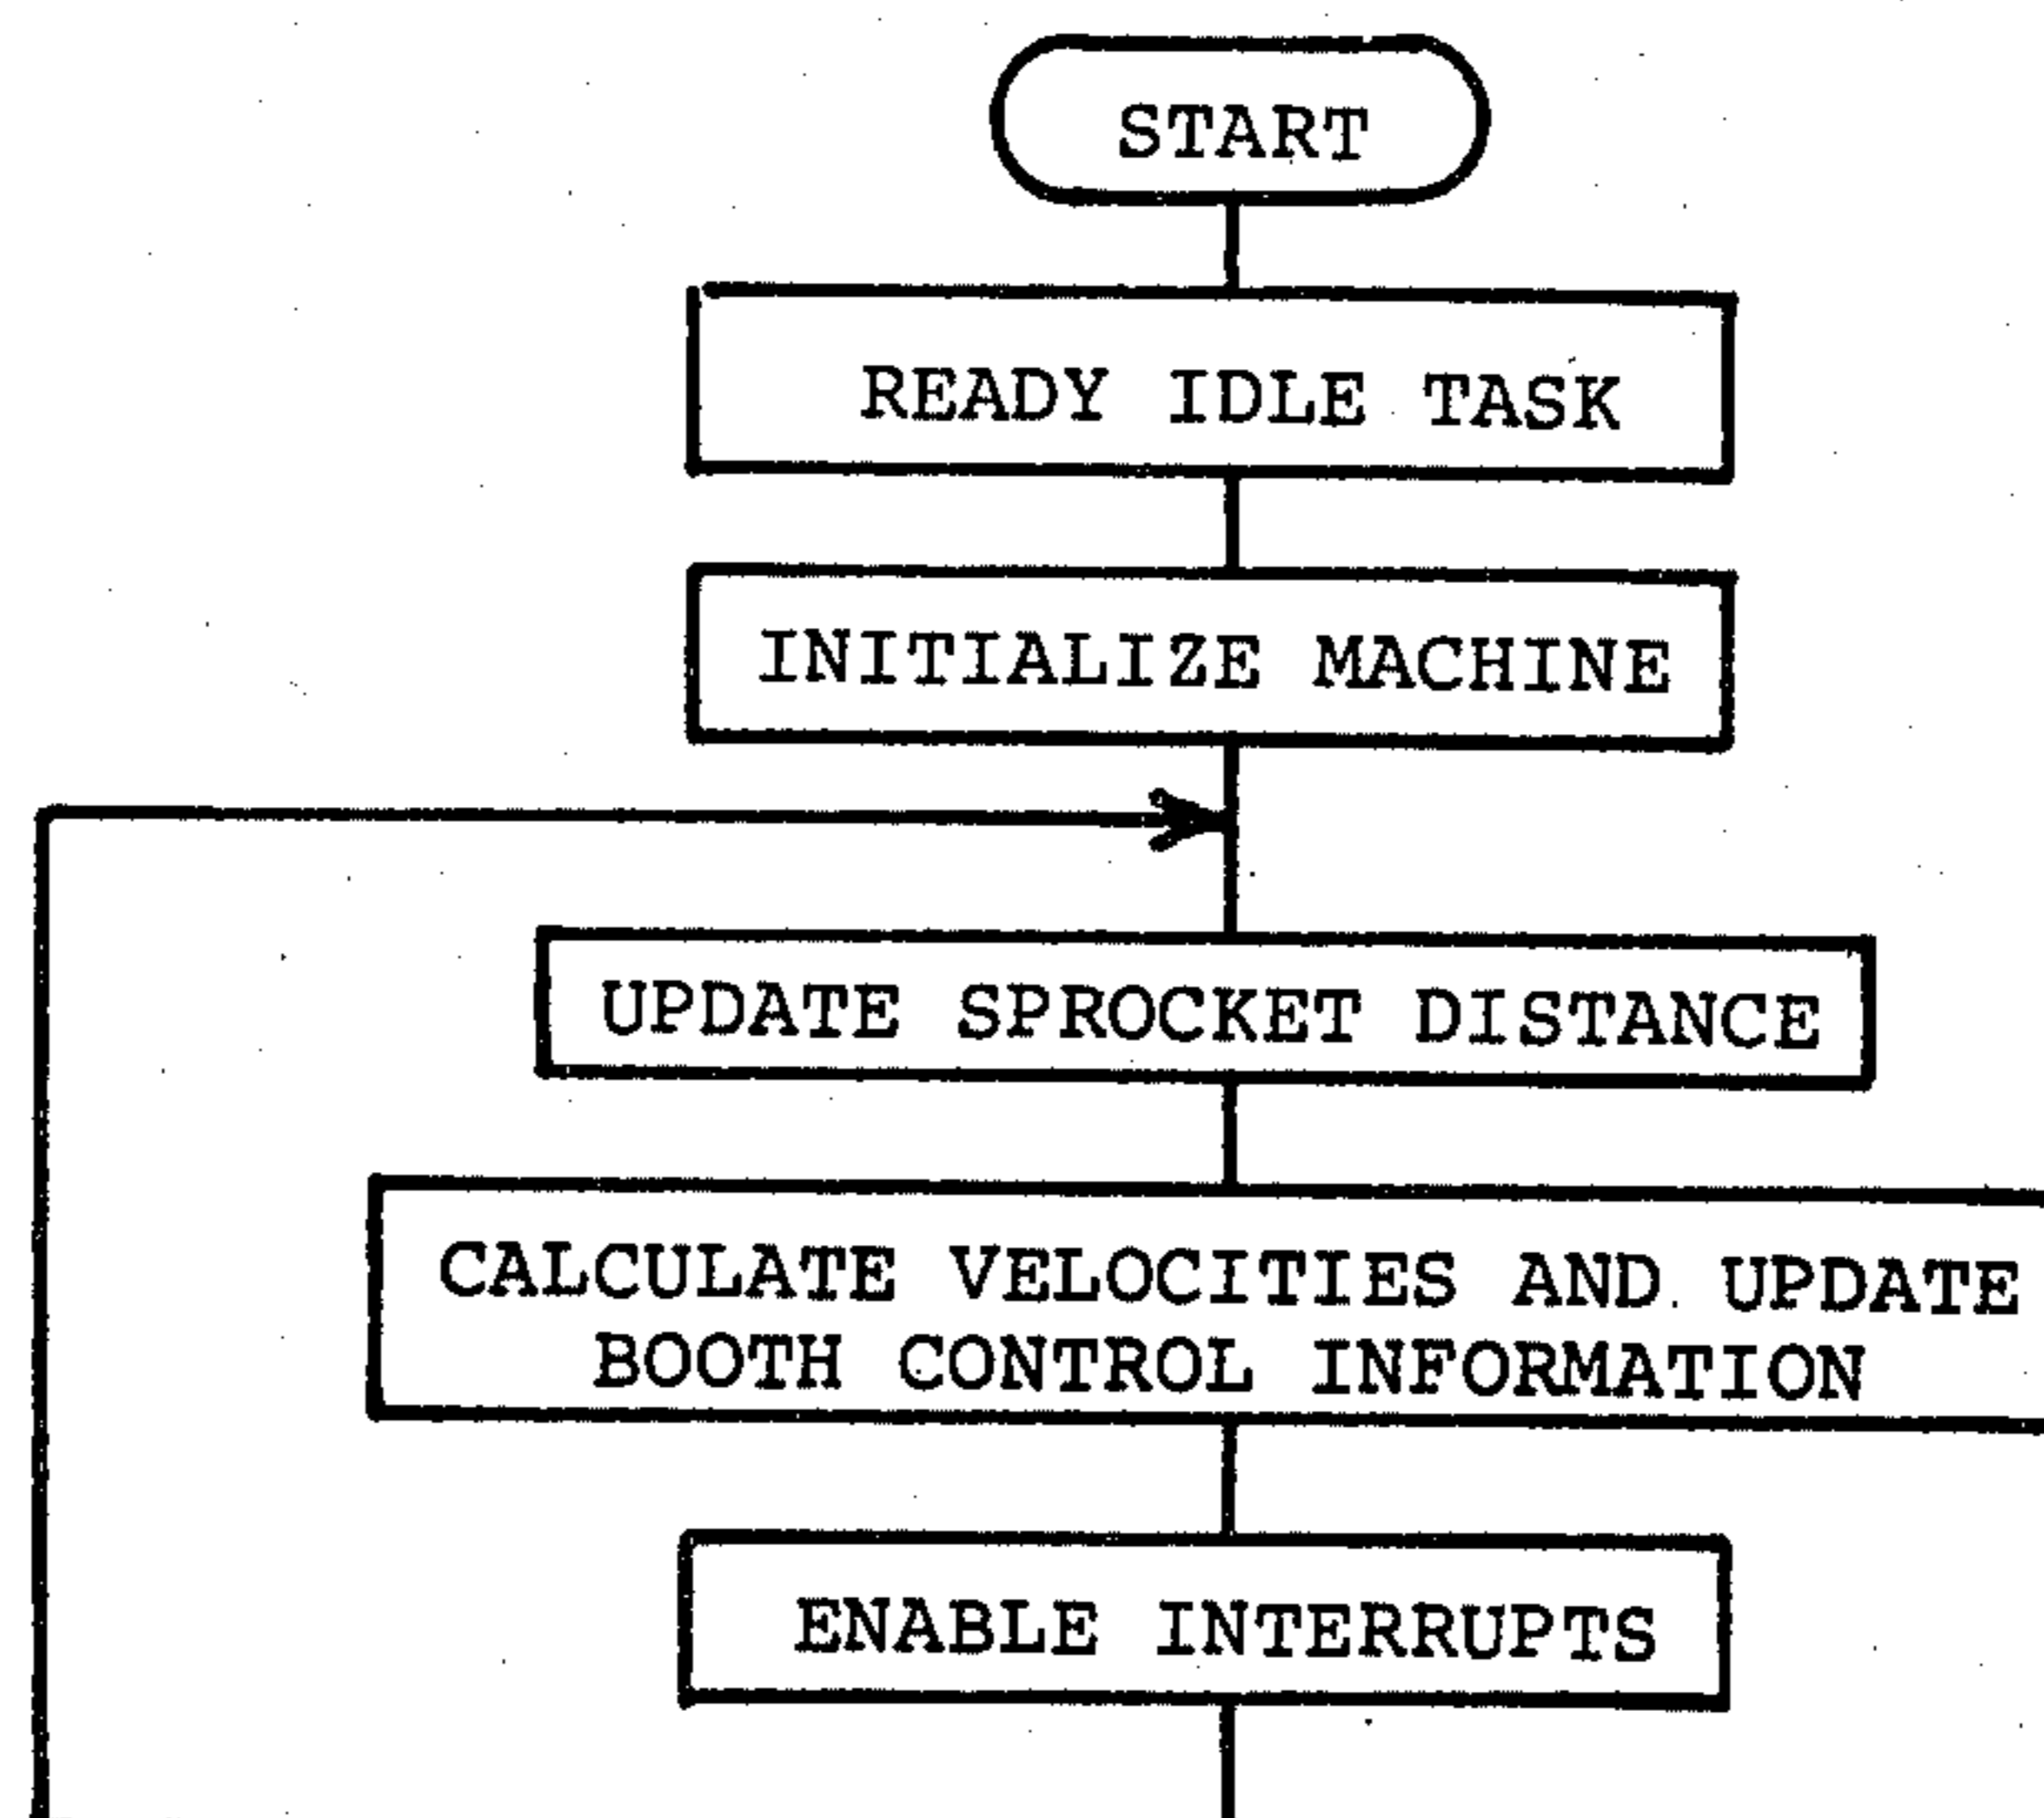 START
READY IDLE TASK
INITIALIZE MACHINE
UPDATE SPROCKET DISTANCE
CALCULATE VELOCITIES AND UPDATE
BOOTH CONTROL INFORMATION
ENABLE INTERRUPTS